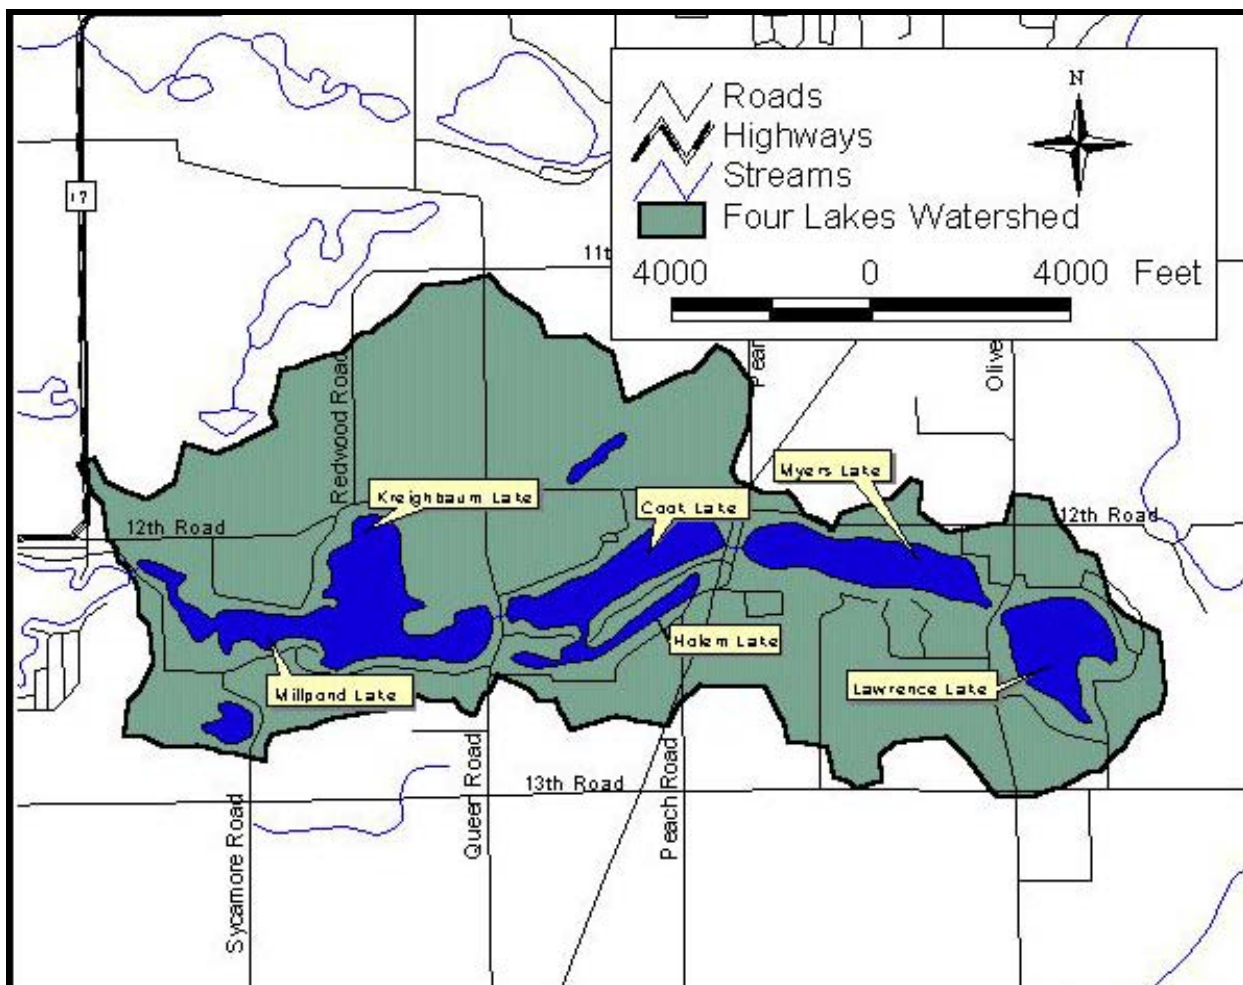 N
Roads
Highways
Streams
Four Lakes Watershed
4000 0 4000 Feet
17
11t
Redwood Road
Pear
Olive
Myers Lake
Kreighbaum Lake
Cook Lake
12th Road
12th Road
Holem Lake
Millpond Lake
Lawrence Lake
13th Road
Sycamore Road
Queen Road
Peach Road